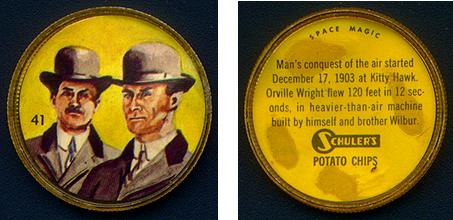 41
SPACE MAGIC
Man's conquest of the air started
December 17, 1903 at Kitty Hawk.
Orville Wright flew 120 feet in 12 sec-
onds, in heavier-than-air machine
built by himself and brother Wilbur.
SCHULER'S
POTATO CHIPS